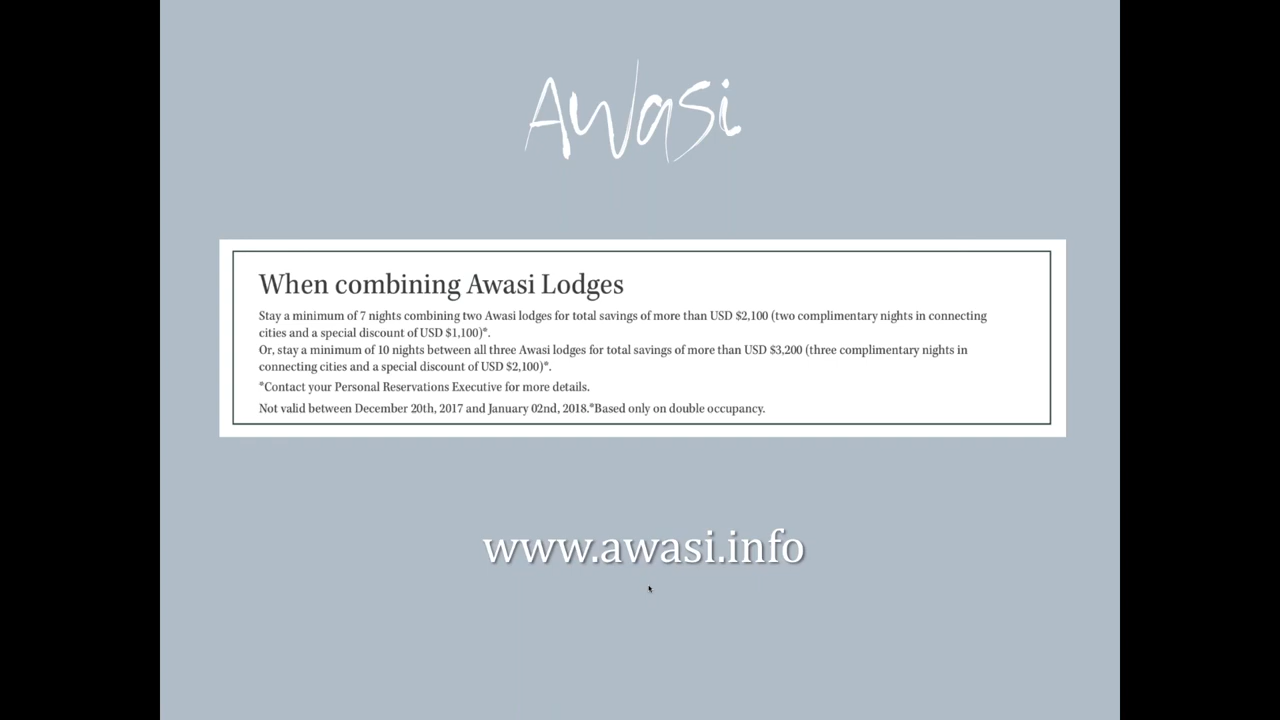 Awasi
When combining Awasi Lodges
Stay a minimum of 7 nights combining two Awasi lodges for total savings of more than USD $2,100 (two complimentary nights in connecting
cities and a special discount of USD $1,100)*.
Or, stay a minimum of 10 nights between all three Awasi lodges for total savings of more than USD $3,200 (three complimentary nights in
connecting cities and a special discount of USD $2,100)*.
*Contact your Personal Reservations Executive for more details.
Not valid between December 20th, 2017 and January 02nd, 2018.*Based only on double occupancy.
www.awasi.info